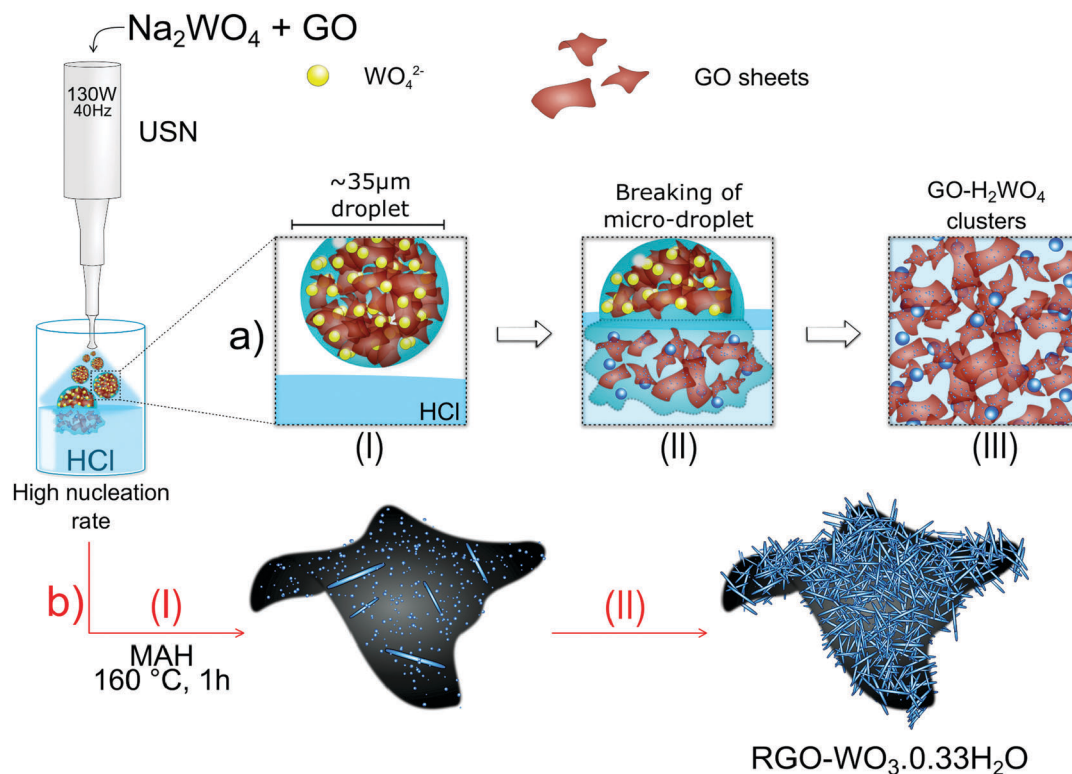 Na₂WO₄ + GO
WO₄²⁻
GO sheets
130W
40Hz
USN
~35µm
droplet
Breaking of
micro-droplet
GO-H₂WO₄
clusters
a)
HCl
(I)
(II)
(III)
HCl
High nucleation
rate
b)
(I)
MAH
160 °C, 1h
(II)
RGO-WO₃.0.33H₂O